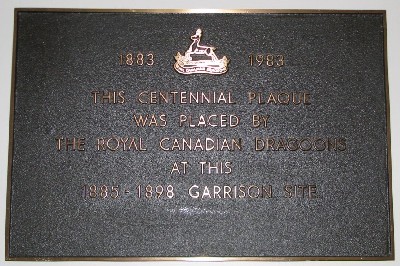 1883 1983
THIS CENTENNIAL PLAQUE
WAS PLACED BY
THE ROYAL CANADIAN DRAGOONS
AT THIS
1885-1898 GARRISON SITE